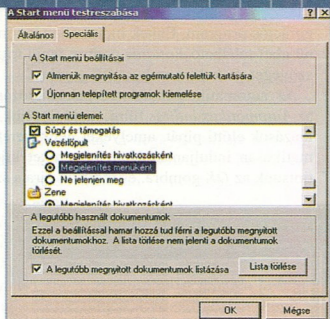 A Start menü testreszabása
Általános Speciális
A Start menü beállításai
Almenük megnyitása az egérmutató felettük tartására
Újonnan telepített programok kiemelése
A Start menü elemei:
Súgó és támogatás
Vezérlőpult
Megjelenítés hivatkozásként
Megjelenítés menüként
Ne jelenjen meg
Zene
Megjelenítés hivatkozásként
A legutóbb használt dokumentumok
Ezzel a beállítással hamar hozzá tud férni a legutóbb megnyitott
dokumentumokhoz. A lista törlése nem jelenti a dokumentumok
törlését.
A legutóbb megnyitott dokumentumok listázása Lista törlése
OK Mégse